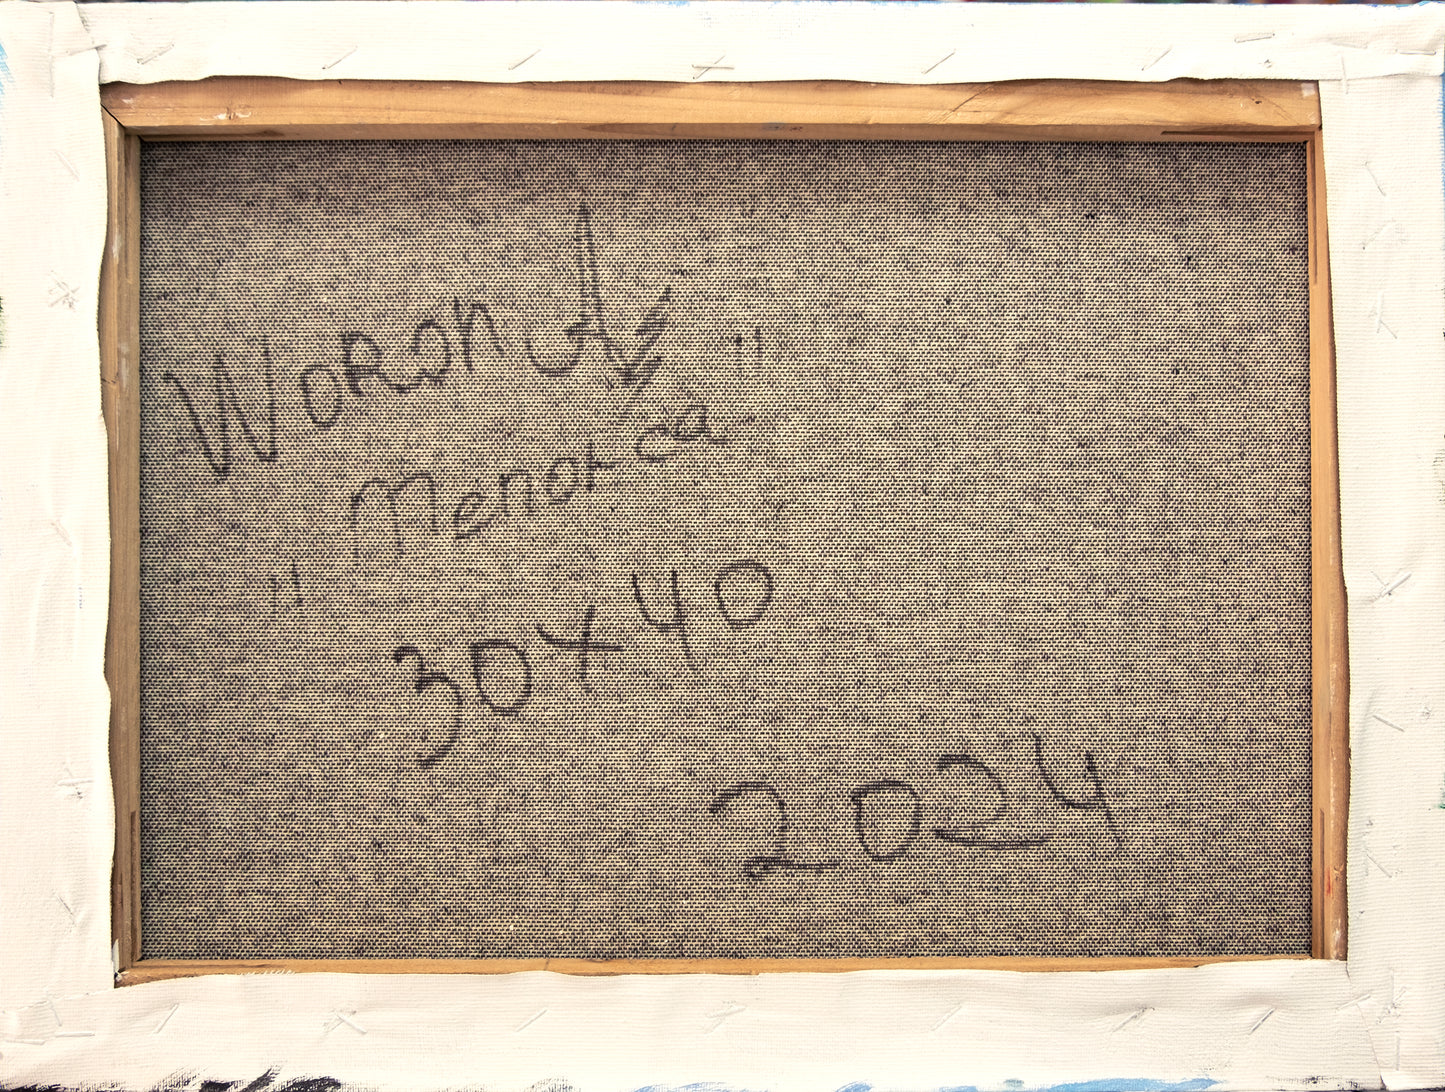 Woron
„ Menorca "
30x40
2024